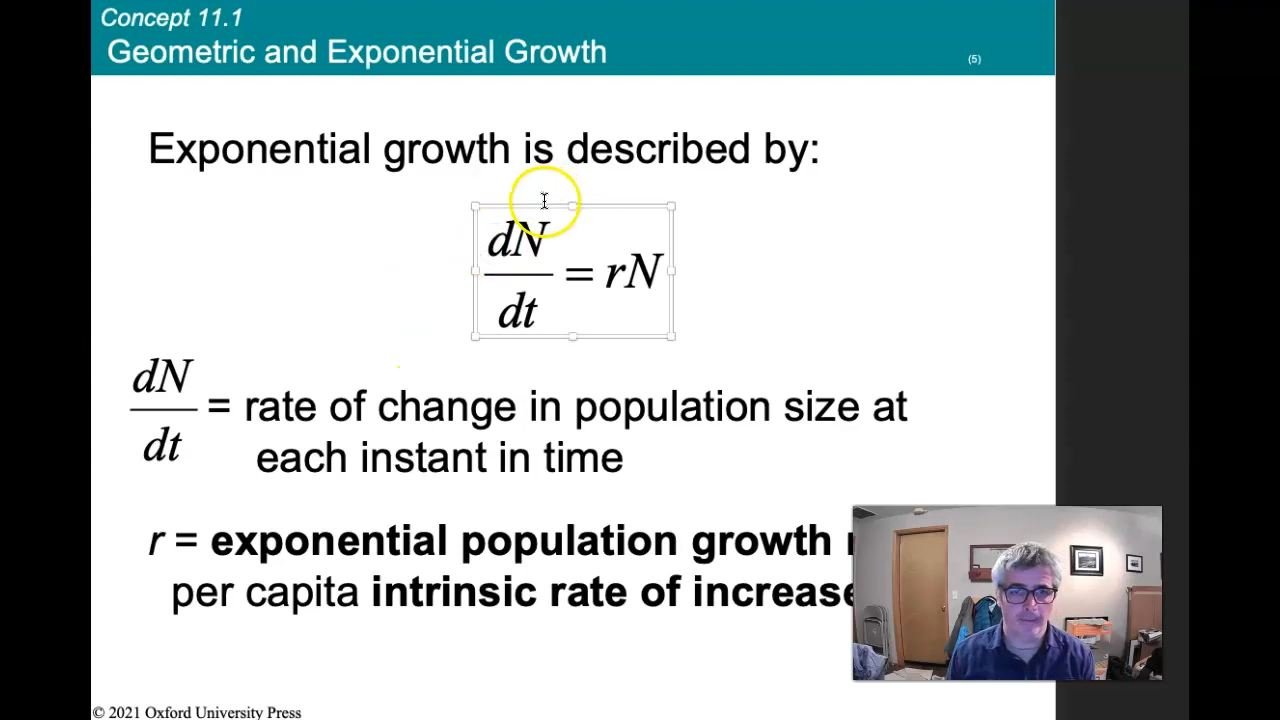 Concept 11.1
Geometric and Exponential Growth
(5)
Exponential growth is described by:
dN/dt = rN
dN/dt = rate of change in population size at
each instant in time
r = exponential population growth
per capita intrinsic rate of increase
© 2021 Oxford University Press